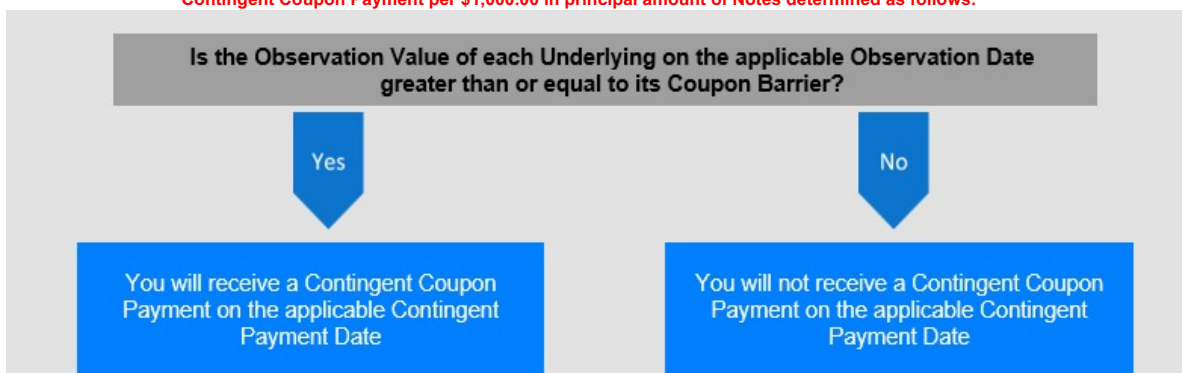 Contingent Coupon Payment per $1,000.00 in principal amount of Notes determined as follows:
Is the Observation Value of each Underlying on the applicable Observation Date
greater than or equal to its Coupon Barrier?
Yes
No
You will receive a Contingent Coupon
Payment on the applicable Contingent
Payment Date
You will not receive a Contingent Coupon
Payment on the applicable Contingent
Payment Date